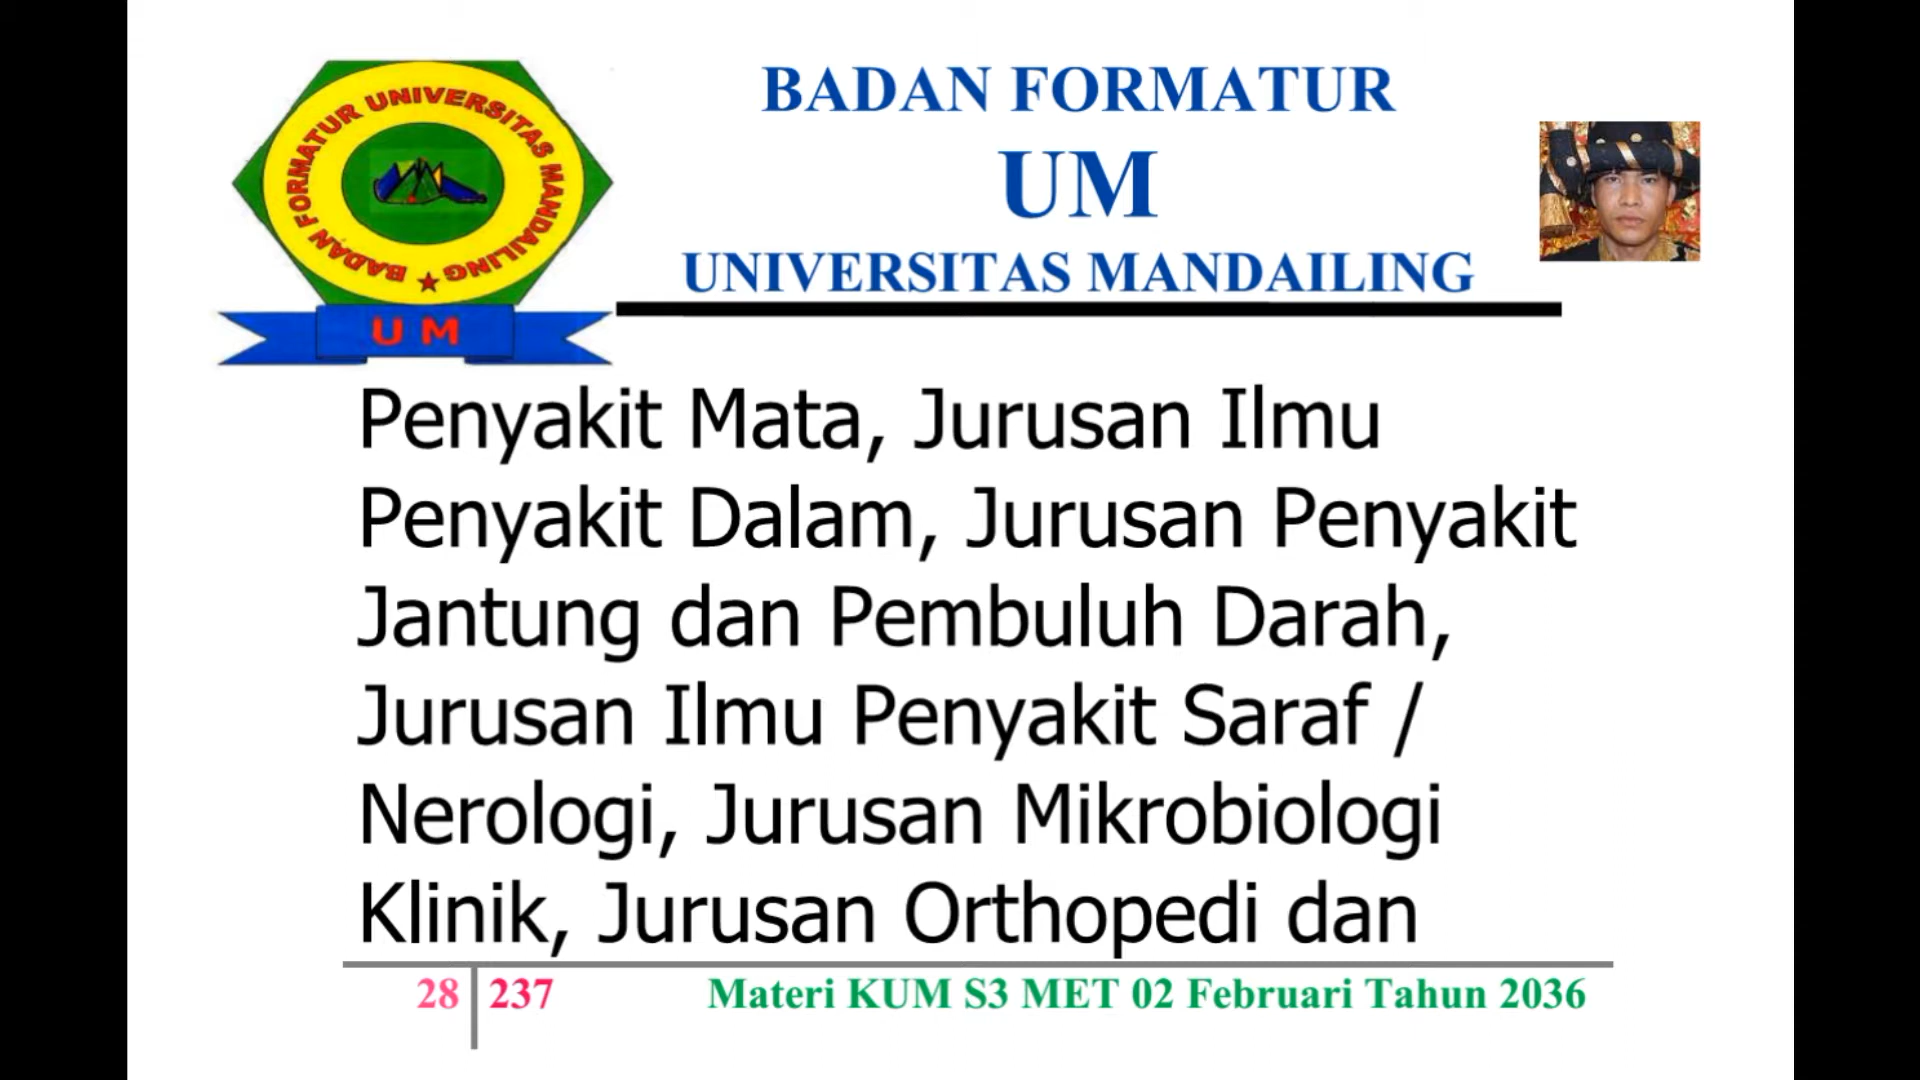 BADAN FORMATUR UNIVERSITAS MANDAILING
U M
BADAN FORMATUR
UM
UNIVERSITAS MANDAILING
Penyakit Mata, Jurusan Ilmu
Penyakit Dalam, Jurusan Penyakit
Jantung dan Pembuluh Darah,
Jurusan Ilmu Penyakit Saraf /
Nerologi, Jurusan Mikrobiologi
Klinik, Jurusan Orthopedi dan
28 237 Materi KUM S3 MET 02 Februari Tahun 2036